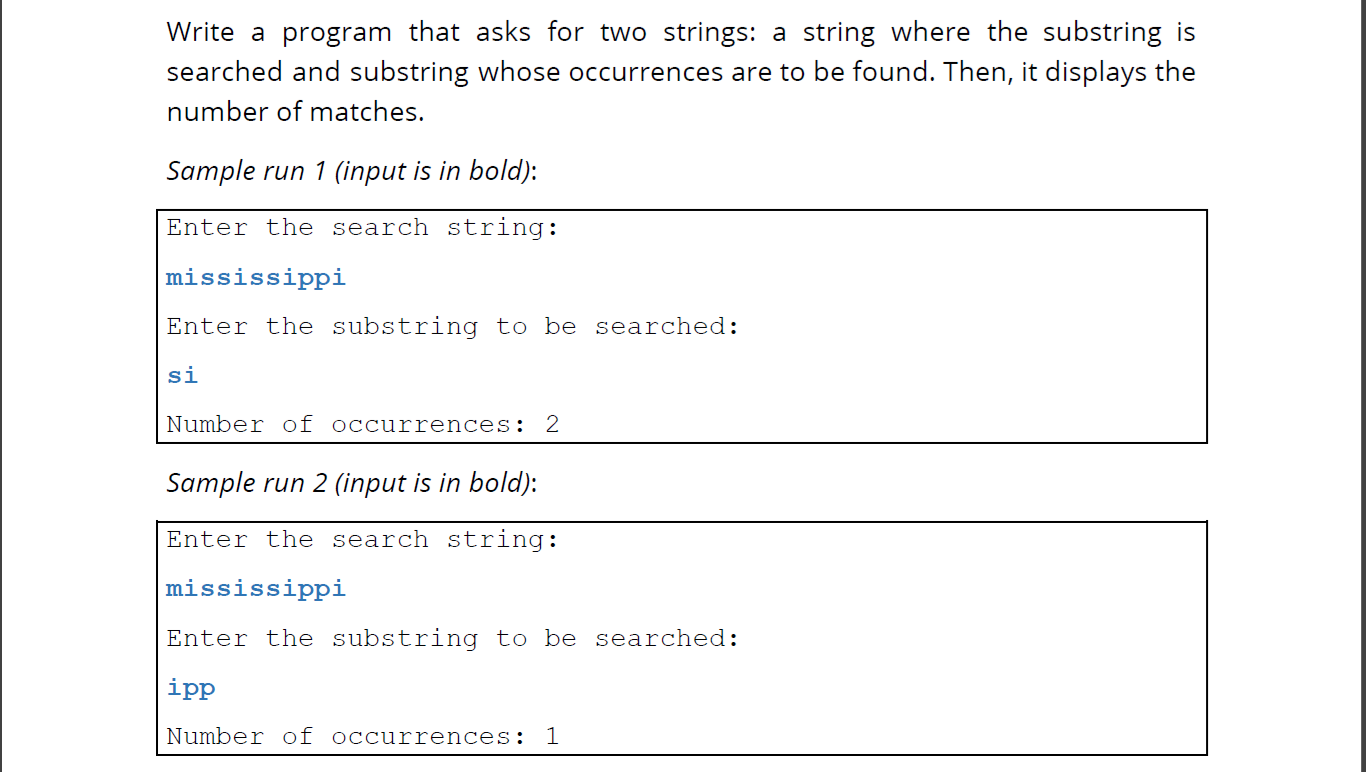 Write a program that asks for two strings: a string where the substring is
searched and substring whose occurrences are to be found. Then, it displays the
number of matches.
Sample run 1 (input is in bold):
Enter the search string:
mississippi
Enter the substring to be searched:
si
Number of occurrences: 2
Sample run 2 (input is in bold):
Enter the search string:
mississippi
Enter the substring to be searched:
ipp
Number of occurrences: 1